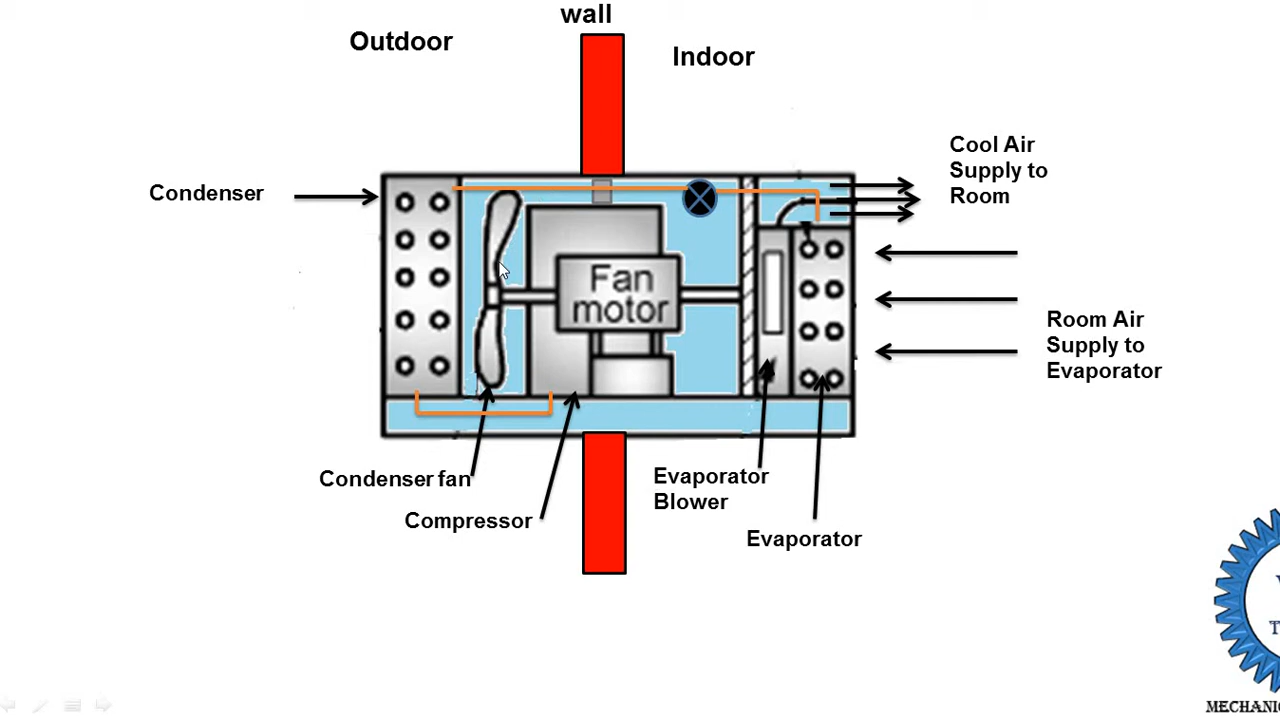 wall
Outdoor
Indoor
Cool Air
Supply to
Room
Condenser
Fan
motor
Room Air
Supply to
Evaporator
Condenser fan
Evaporator
Blower
Compressor
Evaporator